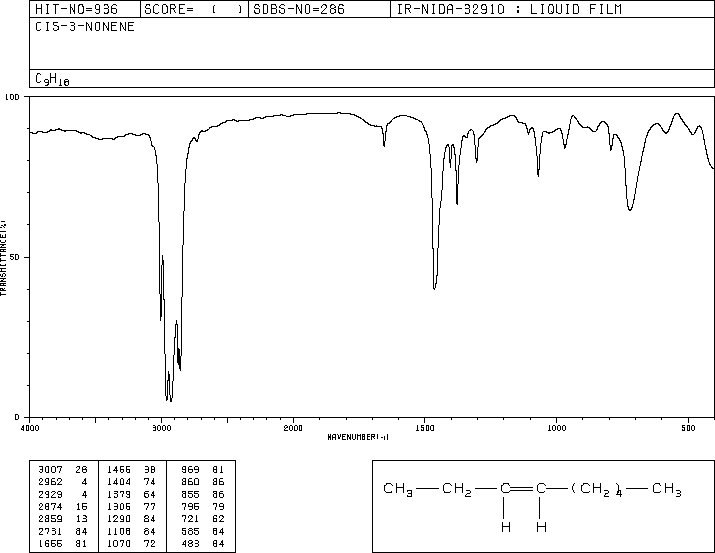 HIT-NO=936 SCORE= ( ) SDBS-NO=286 IR-NIDA-32910 : LIQUID FILM
CIS-3-NONENE
C9H18
TRANSMITTANCE(%)
100
50
0
4000 3000 2000 1500 1000 500
WAVENUMBER(-1)
3007 28 1466 38 969 81
2962 4 1404 74 860 86
2929 4 1379 64 855 86
2874 15 1306 77 796 79
2859 13 1290 84 721 62
2731 84 1108 84 585 84
1655 81 1070 72 483 84
CH3 CH2 C C (CH2)4 CH3
H H